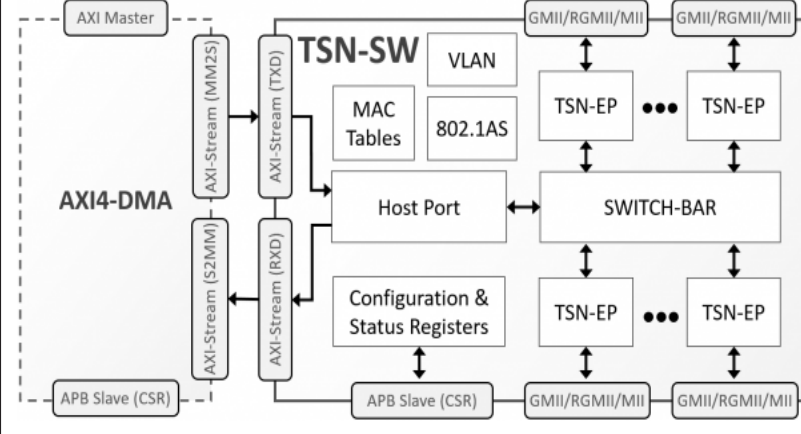 AXI Master
GMII/RGMII/MII
GMII/RGMII/MII
TSN-SW
VLAN
AXI-Stream (MM2S)
AXI-Stream (TXD)
MAC
Tables
802.1AS
TSN-EP
TSN-EP
AXI4-DMA
Host Port
SWITCH-BAR
AXI-Stream (S2MM)
AXI-Stream (RXD)
Configuration &
Status Registers
TSN-EP
TSN-EP
APB Slave (CSR)
APB Slave (CSR)
GMII/RGMII/MII
GMII/RGMII/MII